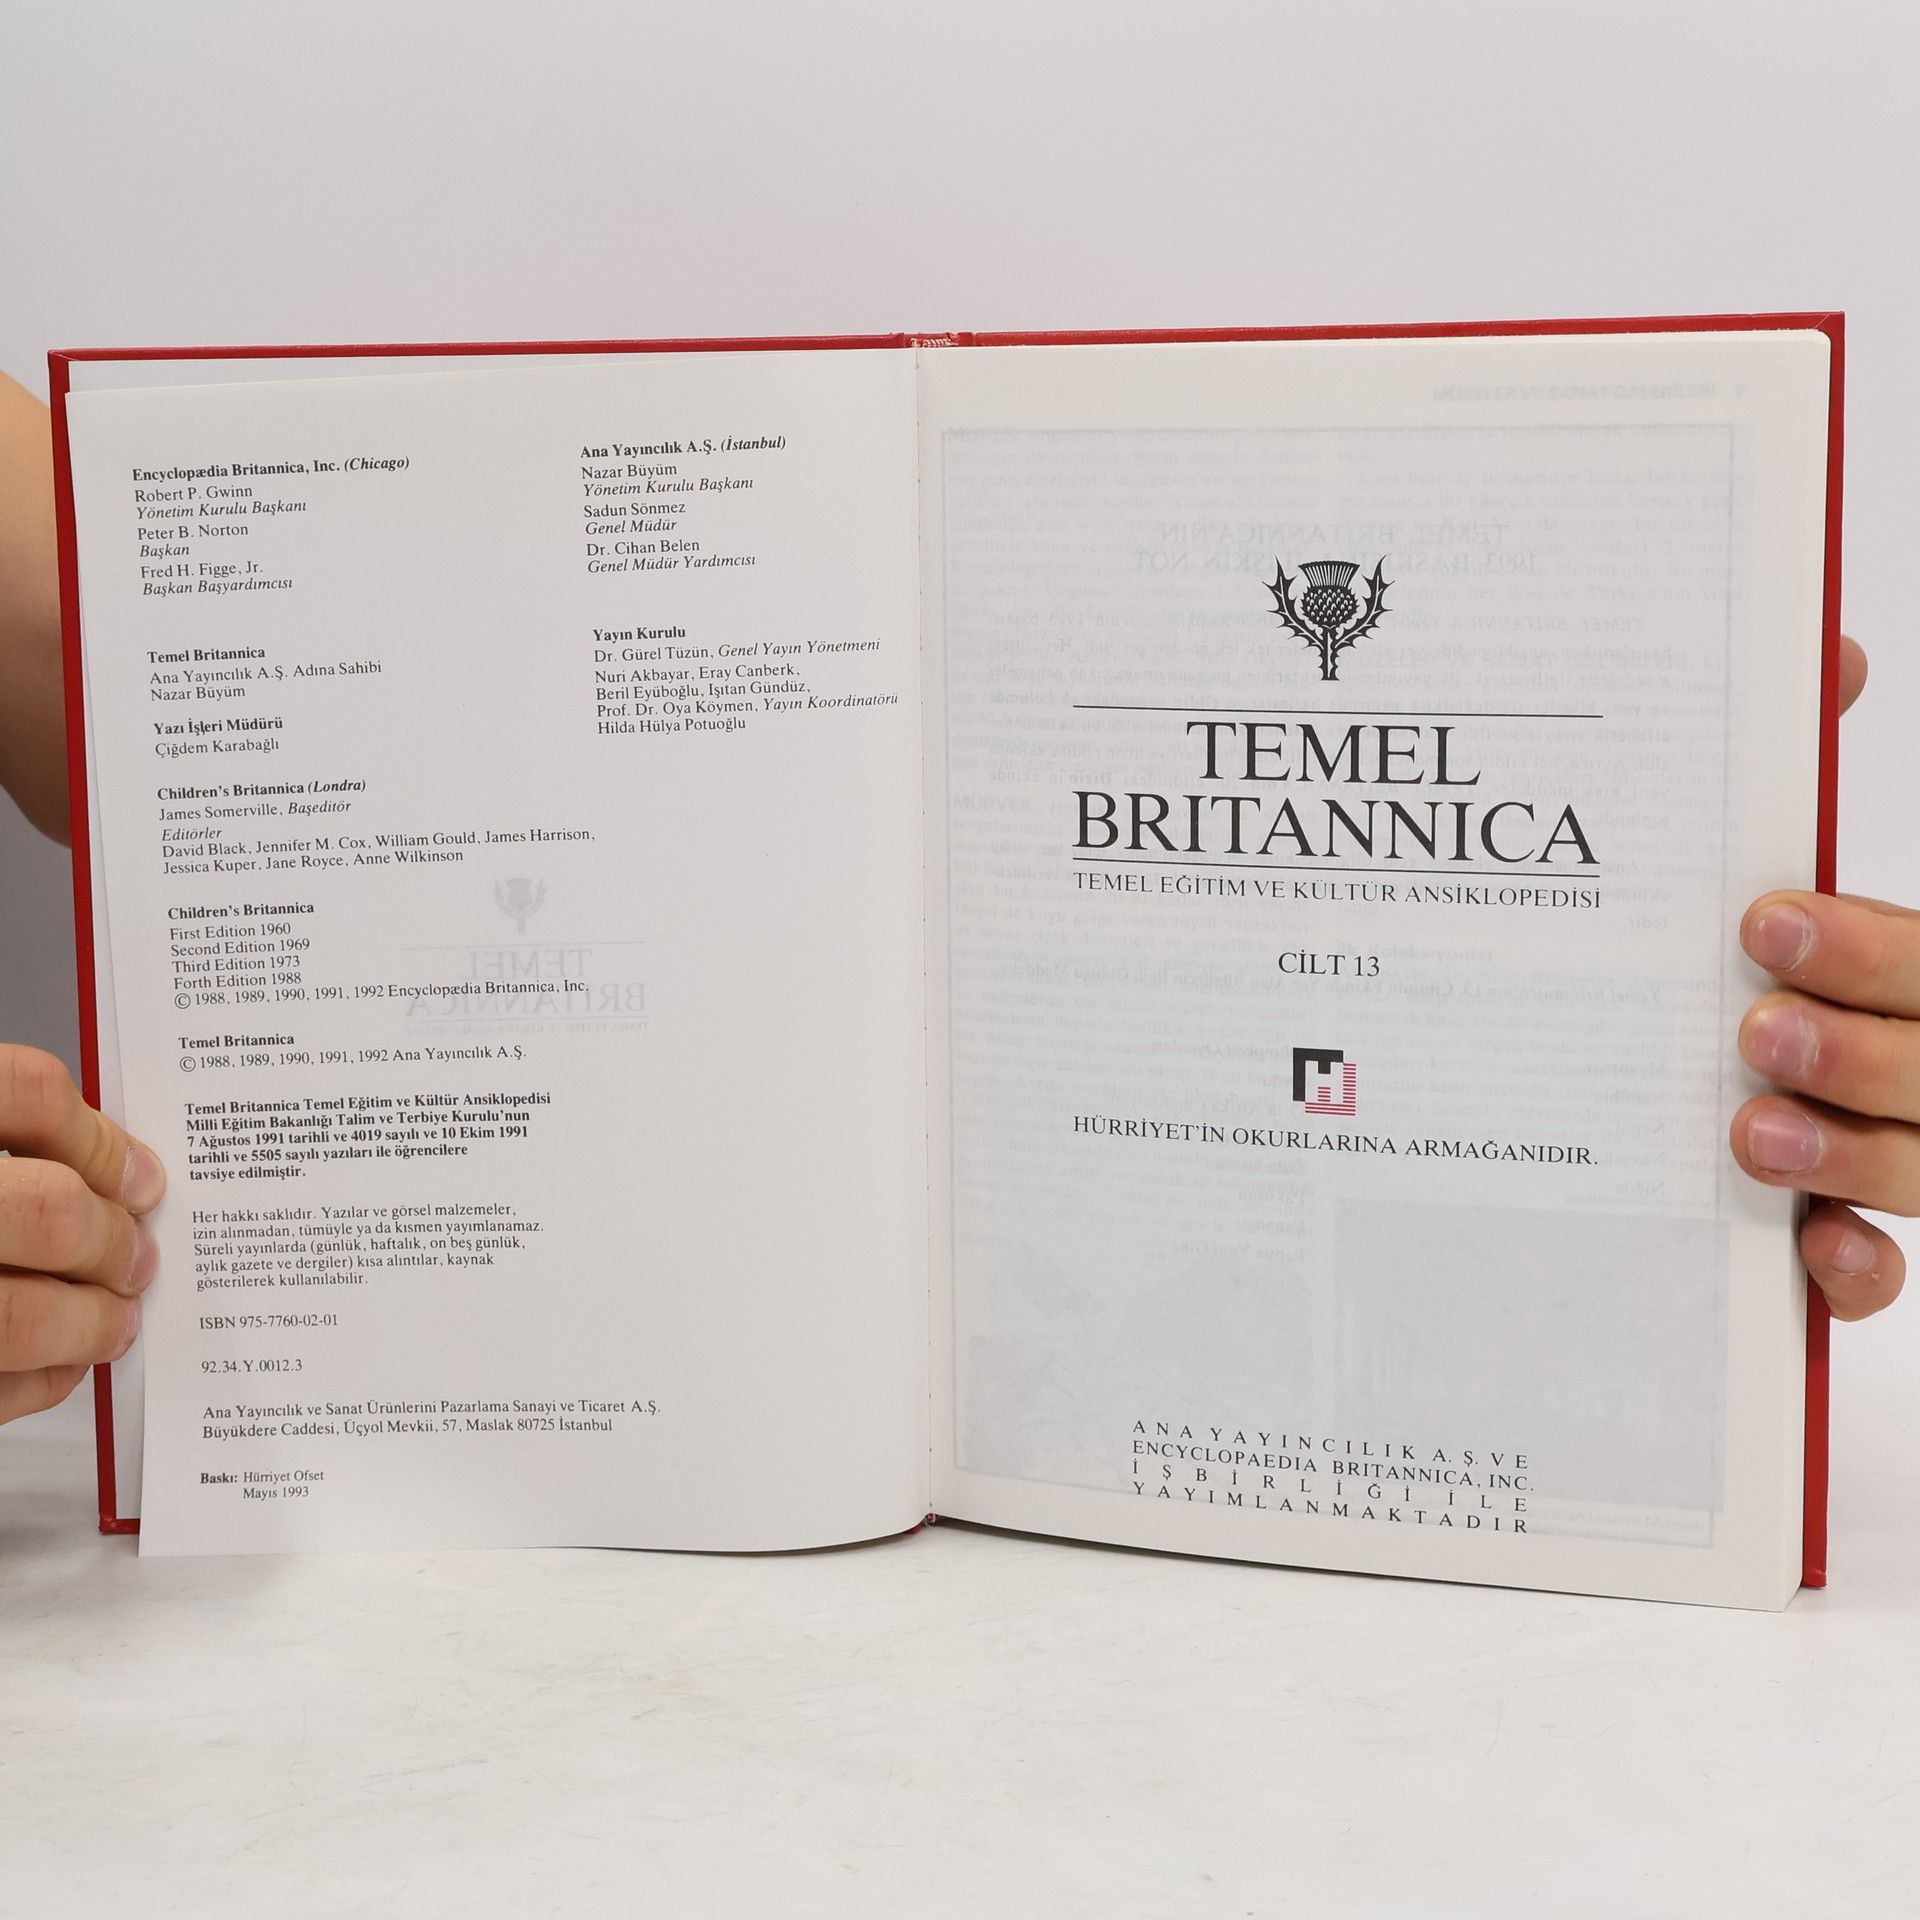 Encyclopædia Britannica, Inc. (Chicago)
Robert P. Gwinn
Yönetim Kurulu Başkanı
Peter B. Norton
Başkan
Fred H. Figge, Jr.
Başkan Başyardımcısı
Ana Yayıncılık A.Ş. (İstanbul)
Nazar Büyüm
Yönetim Kurulu Başkanı
Sadun Sönmez
Genel Müdür
Dr. Cihan Belen
Genel Müdür Yardımcısı
Temel Britannica
Ana Yayıncılık A.Ş. Adına Sahibi
Nazar Büyüm
Yazı İşleri Müdürü
Çiğdem Karabağlı
Yayın Kurulu
Dr. Gürel Tüzün, Genel Yayın Yönetmeni
Nuri Akbayar, Eray Canberk,
Beril Eyüboğlu, Işıtan Gündüz,
Prof. Dr. Oya Köymen, Yayın Koordinatörü
Hilda Hülya Potuoğlu
Children's Britannica (Londra)
James Somerville, Başeditör
Editörler
David Black, Jennifer M. Cox, William Gould, James Harrison,
Jessica Kuper, Jane Royce, Anne Wilkinson
Children's Britannica
First Edition 1960
Second Edition 1969
Third Edition 1973
Forth Edition 1988
© 1988, 1989, 1990, 1991, 1992 Encyclopædia Britannica, Inc.
Temel Britannica
© 1988, 1989, 1990, 1991, 1992 Ana Yayıncılık A.Ş.
Temel Britannica Temel Eğitim ve Kültür Ansiklopedisi
Milli Eğitim Bakanlığı Talim ve Terbiye Kurulu'nun
7 Ağustos 1991 tarihli ve 4019 sayılı ve 10 Ekim 1991
tarihli ve 5505 sayılı yazıları ile öğrencilere
tavsiye edilmiştir.
Her hakkı saklıdır. Yazılar ve görsel malzemeler,
izin alınmadan, tümüyle ya da kısmen yayımlanamaz.
Süreli yayınlarda (günlük, haftalık, on beş günlük,
aylık gazete ve dergiler) kısa alıntılar, kaynak
gösterilerek kullanılabilir.
ISBN 975-7760-02-01
92.34.Y.0012.3
Ana Yayıncılık ve Sanat Ürünlerini Pazarlama Sanayi ve Ticaret A.Ş.
Büyükdere Caddesi, Üçyol Mevkii, 57, Maslak 80725 İstanbul
Baskı: Hürriyet Ofset
Mayıs 1993
TEMEL
BRITANNICA
TEMEL EĞİTİM VE KÜLTÜR ANSİKLOPEDİSİ
CİLT 13
HÜRRİYET'İN OKURLARINA ARMAĞANIDIR.
ANA YAYINCILIK A.Ş. VE
ENCYCLOPAEDIA BRITANNICA, INC.
İŞBİRLİĞİ İLE
YAYIMLANMAKTADIR